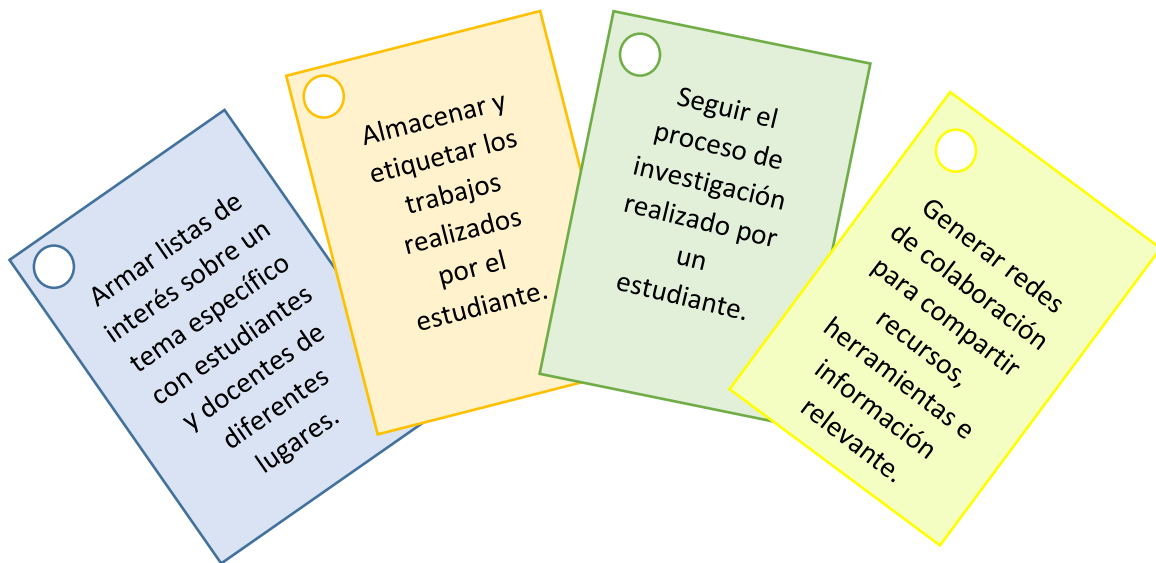 Armar listas de
interés sobre un
tema específico
con estudiantes
y docentes de
diferentes
lugares.
Almacenar y
etiquetar los
trabajos
realizados
por el
estudiante.
Seguir el
proceso de
investigación
realizado por
un
estudiante.
Generar redes
de colaboración
para compartir
recursos,
herramientas e
información
relevante.